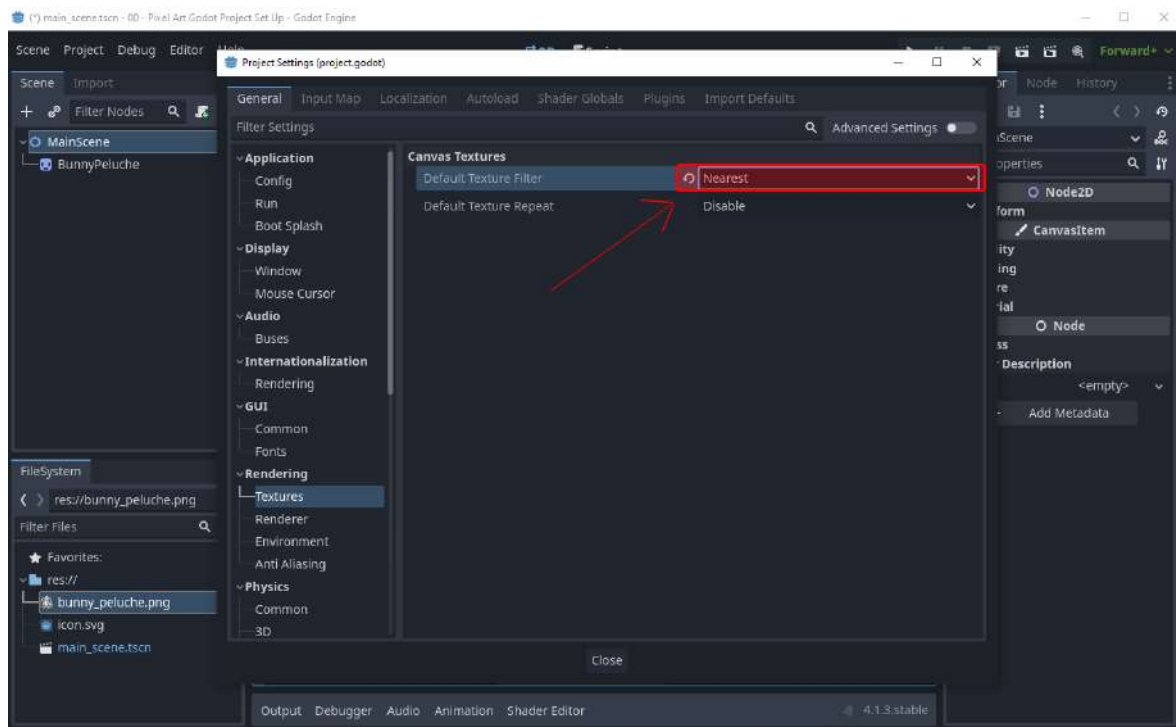 (*) main_scene.tscn - 00 - Pixel Art Godot Project Set Up - Godot Engine
Scene Project Debug Editor Help
Forward+
Project Settings (project.godot)
Scene Import
Node History
General Input Map Localization Autoload Shader Globals Plugins Import Defaults
Filter Nodes
Filter Settings
Advanced Settings
MainScene
BunnyPeluche
Application
Config
Run
Boot Splash
Display
Window
Mouse Cursor
Audio
Buses
Internationalization
Rendering
GUI
Common
Fonts
Rendering
Textures
Renderer
Environment
Anti Aliasing
Physics
Common
3D
Canvas Textures
Default Texture Filter Nearest
Default Texture Repeat Disable
Close
Node2D
CanvasItem
Node
Description
<empty>
Add Metadata
FileSystem
res://bunny_peluche.png
Filter Files
Favorites:
res://
bunny_peluche.png
icon.svg
main_scene.tscn
Output Debugger Audio Animation Shader Editor 4.1.3.stable